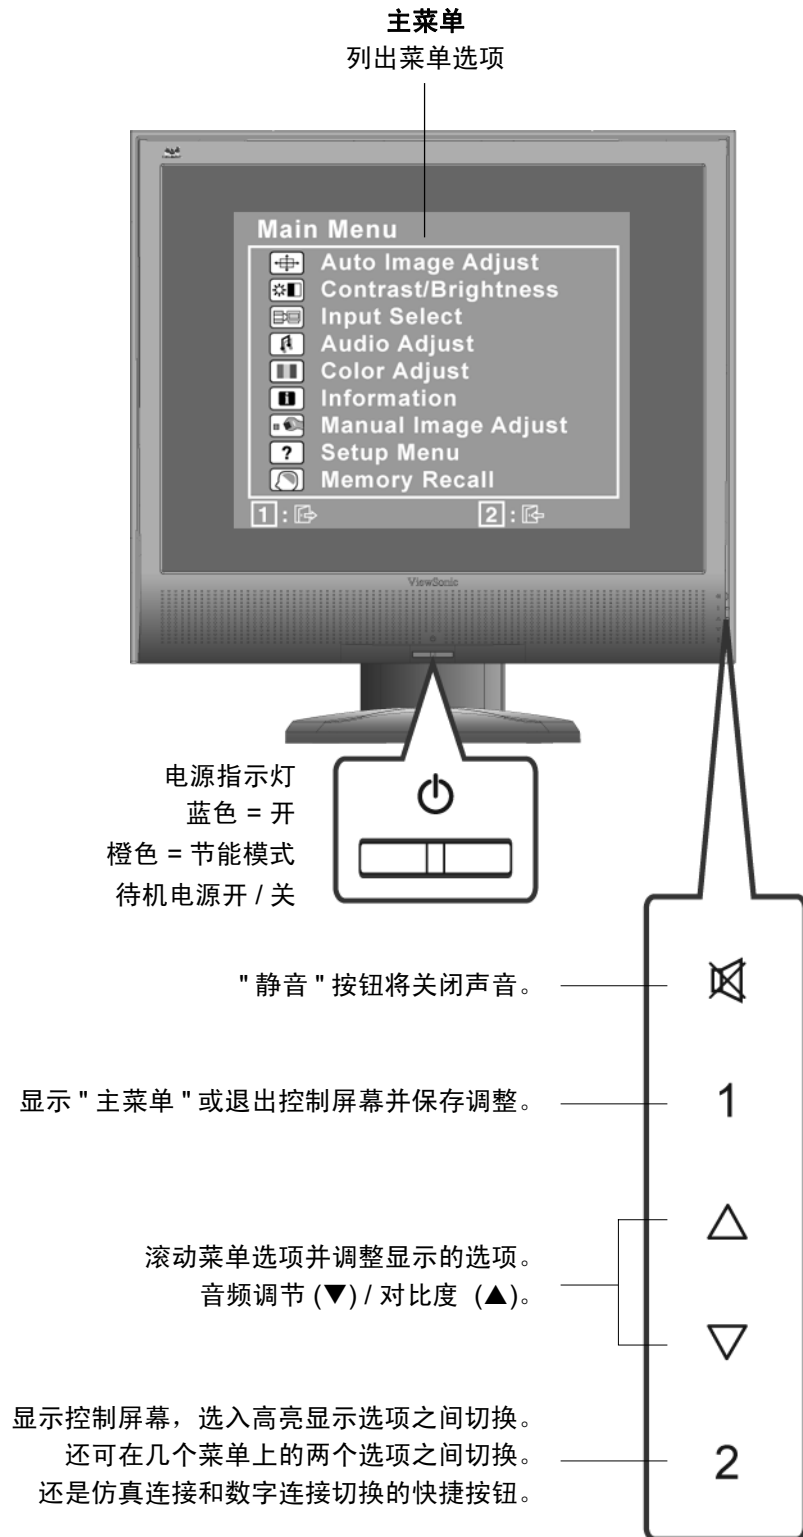 主菜单
列出菜单选项
Main Menu
Auto Image Adjust
Contrast/Brightness
Input Select
Audio Adjust
Color Adjust
Information
Manual Image Adjust
? Setup Menu
Memory Recall
1 : 2 :
ViewSonic
电源指示灯
蓝色 = 开
橙色 = 节能模式
待机电源开 / 关
" 静音 " 按钮将关闭声音。
显示 " 主菜单 " 或退出控制屏幕并保存调整。
1
滚动菜单选项并调整显示的选项。
音频调节 (▼) / 对比度 (▲)。
显示控制屏幕，选入高亮显示选项之间切换。
还可在几个菜单上的两个选项之间切换。
还是仿真连接和数字连接切换的快捷按钮。
2